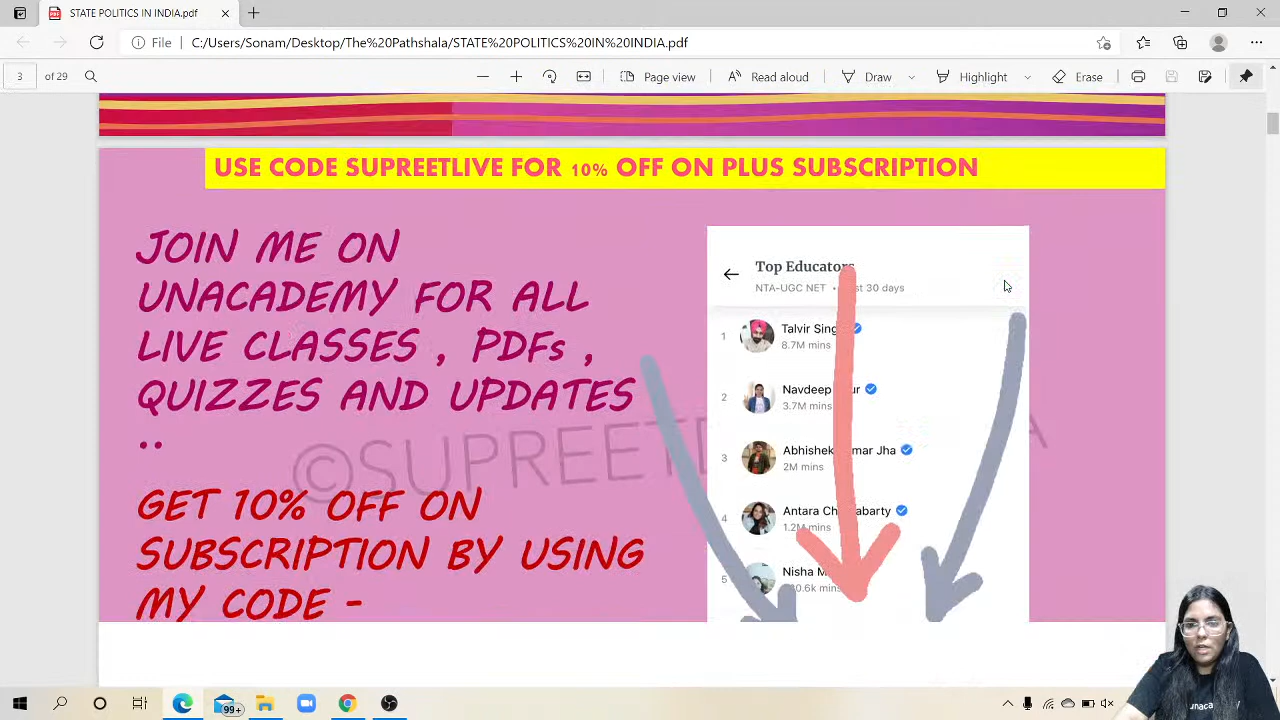 STATE POLITICS IN INDIA.pdf
File
C:/Users/Sonam/Desktop/The%20Pathshala/STATE%20POLITICS%20IN%20INDIA.pdf
3 of 29
Page view
Read aloud
Draw
Highlight
Erase
USE CODE SUPREETLIVE FOR 10% OFF ON PLUS SUBSCRIPTION
JOIN ME ON
UNACADEMY FOR ALL
LIVE CLASSES , PDFs ,
QUIZZES AND UPDATES
..
GET 10% OFF ON
SUBSCRIPTION BY USING
MY CODE -
Top Educators
NTA-UGC NET • 30 days
1 Talvir
8.7M mins
2 Navdeep
3.7M mins
3 Abhishek Jha
2M mins
4 Antara
1.2M mins
5 Nisha
mins
99+